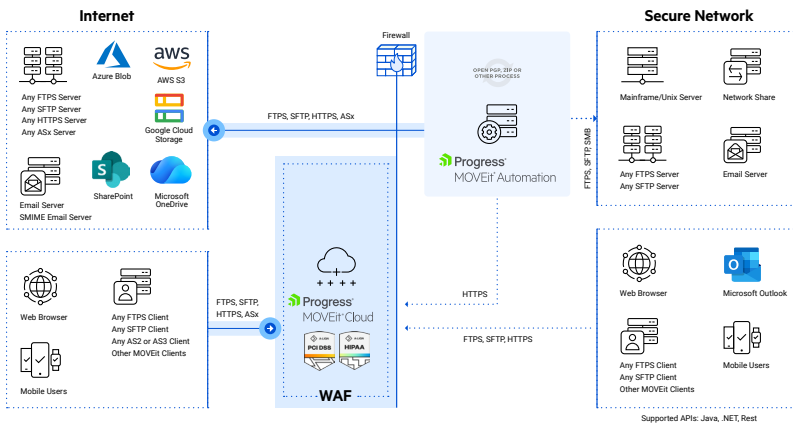 Internet
Secure Network
Firewall
Azure Blob
aws
AWS S3
Any FTPS Server
Any SFTP Server
Any HTTPS Server
Any ASx Server
Google Cloud
Storage
S
Email Server
SMIME Email Server
SharePoint
Microsoft
OneDrive
FTPS, SFTP, HTTPS, ASx
OPEN PGP, ZIP OR
OTHER PROCESS
Progress®
MOVEit® Automation
FTPS, SFTP, SMB
Mainframe/Unix Server
Network Share
Any FTPS Server
Any SFTP Server
Email Server
Web Browser
Mobile Users
Any FTPS Client
Any SFTP Client
Any AS2 or AS3 Client
Other MOVEit Clients
FTPS, SFTP,
HTTPS, ASx
Progress®
MOVEit® Cloud
A-LIGN
PCI DSS
A-LIGN
HIPAA
WAF
HTTPS
FTPS, SFTP, HTTPS
Web Browser
O
Microsoft Outlook
Any FTPS Client
Any SFTP Client
Other MOVEit Clients
Mobile Users
Supported APIs: Java, .NET, Rest